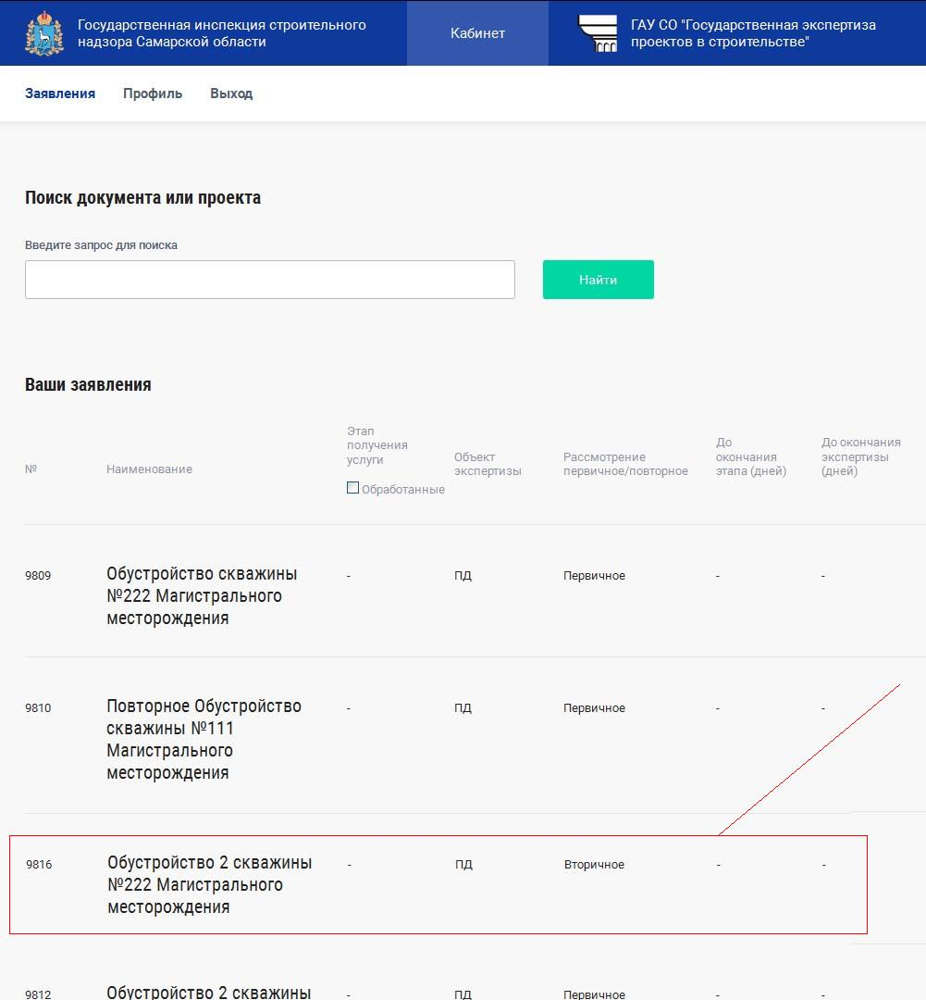 Государственная инспекция строительного
надзора Самарской области
Кабинет
ГАУ СО "Государственная экспертиза
проектов в строительстве"
Заявления Профиль Выход
Поиск документа или проекта
Введите запрос для поиска
Найти
Ваши заявления
№
Наименование
Этап
получения
услуги
Обработанные
Объект
экспертизы
Рассмотрение
первичное/повторное
До
окончания
этапа (дней)
До окончания
экспертизы
(дней)
9809
Обустройство скважины
№222 Магистрального
месторождения
-
ПД
Первичное
-
-
9810
Повторное Обустройство
скважины №111
Магистрального
месторождения
-
ПД
Первичное
-
-
9816
Обустройство 2 скважины
№222 Магистрального
месторождения
-
ПД
Вторичное
-
-
9812
Обустройство 2 скважины
-
ПД
Первичное
-
-